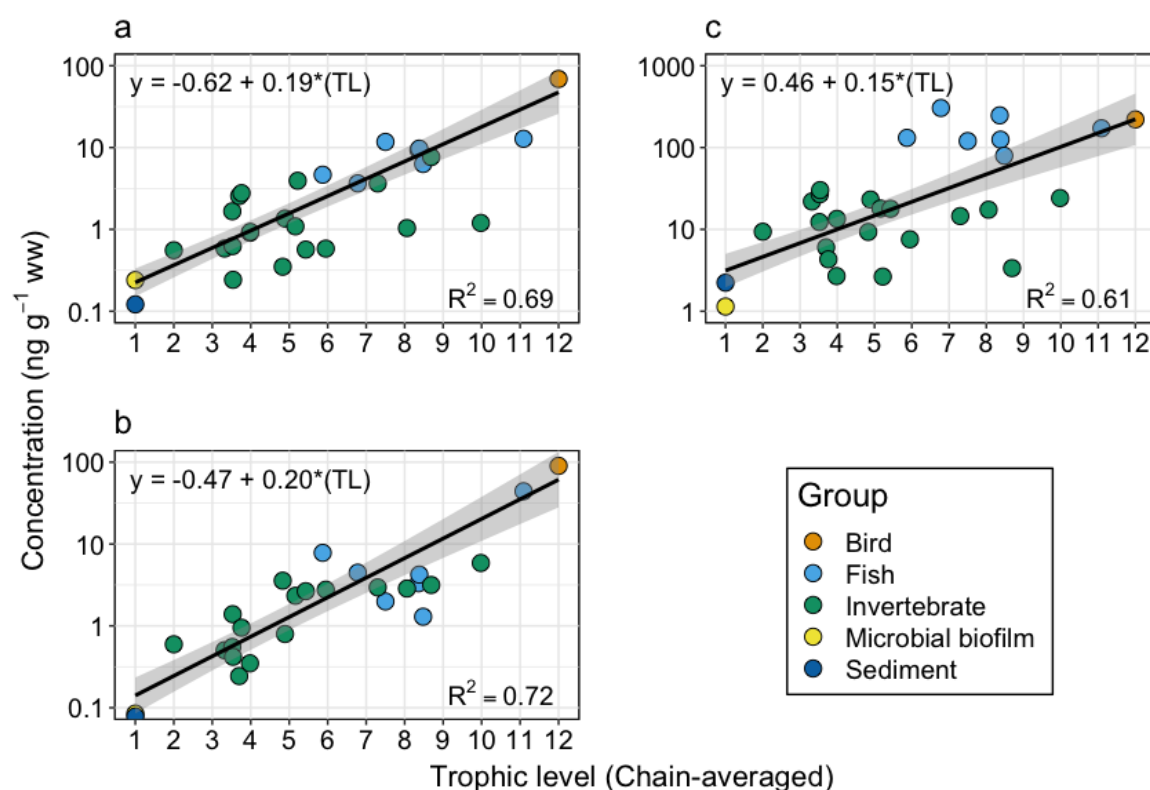 a
100
10
1
0.1
y = -0.62 + 0.19*(TL)
R² = 0.69
1 2 3 4 5 6 7 8 9 10 11 12
c
1000
100
10
1
y = 0.46 + 0.15*(TL)
R² = 0.61
1 2 3 4 5 6 7 8 9 10 11 12
Concentration (ng g⁻¹ ww)
b
100
10
1
0.1
y = -0.47 + 0.20*(TL)
R² = 0.72
1 2 3 4 5 6 7 8 9 10 11 12
Group
Bird
Fish
Invertebrate
Microbial biofilm
Sediment
Trophic level (Chain-averaged)